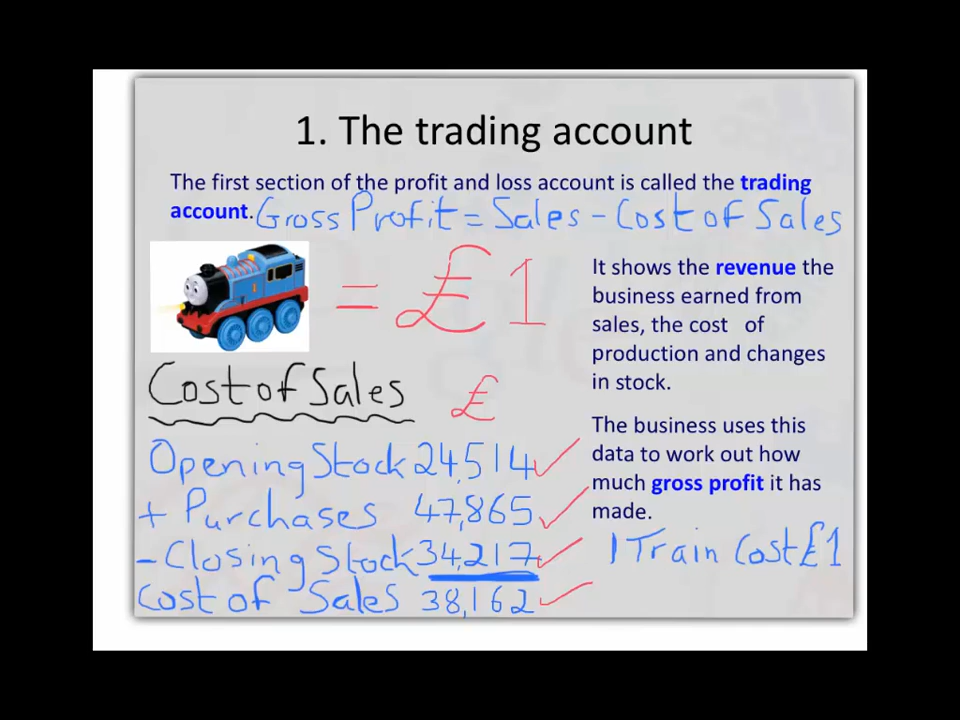 1. The trading account
The first section of the profit and loss account is called the trading
account. Gross Profit = Sales - Cost of Sales
= £1
It shows the revenue the
business earned from
sales, the cost of
production and changes
in stock.
Cost of Sales £
The business uses this
data to work out how
much gross profit it has
made.
Opening Stock 24,514
+ Purchases 47,865
- Closing Stock 34,217
Cost of Sales 38,162
1 Train Cost £1